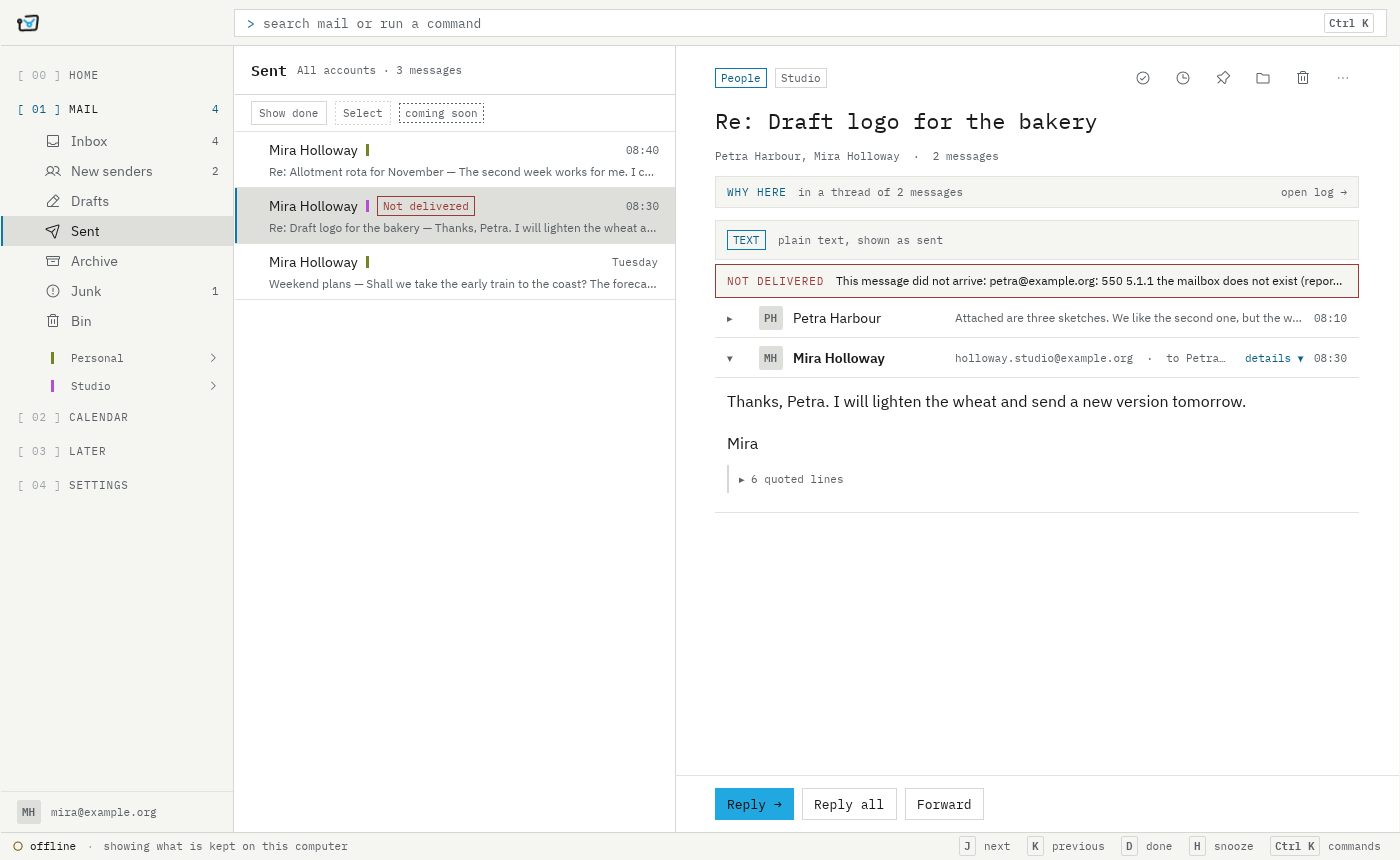 > search mail or run a command
Ctrl K
[ 00 ] HOME
[ 01 ] MAIL 4
Inbox 4
New senders 2
Drafts
Sent
Archive
Junk 1
Bin
Personal
Studio
[ 02 ] CALENDAR
[ 03 ] LATER
[ 04 ] SETTINGS
MH mira@example.org
Sent All accounts · 3 messages
Show done Select coming soon
Mira Holloway 08:40
Re: Allotment rota for November — The second week works for me. I c…
Mira Holloway Not delivered 08:30
Re: Draft logo for the bakery — Thanks, Petra. I will lighten the wheat a…
Mira Holloway Tuesday
Weekend plans — Shall we take the early train to the coast? The foreca…
People Studio
Re: Draft logo for the bakery
Petra Harbour, Mira Holloway · 2 messages
WHY HERE in a thread of 2 messages open log →
TEXT plain text, shown as sent
NOT DELIVERED This message did not arrive: petra@example.org: 550 5.1.1 the mailbox does not exist (repor…
▸ PH Petra Harbour Attached are three sketches. We like the second one, but the w… 08:10
▾ MH Mira Holloway holloway.studio@example.org · to Petra… details ▾ 08:30
Thanks, Petra. I will lighten the wheat and send a new version tomorrow.
Mira
▸ 6 quoted lines
Reply → Reply all Forward
offline · showing what is kept on this computer
J next K previous D done H snooze Ctrl K commands